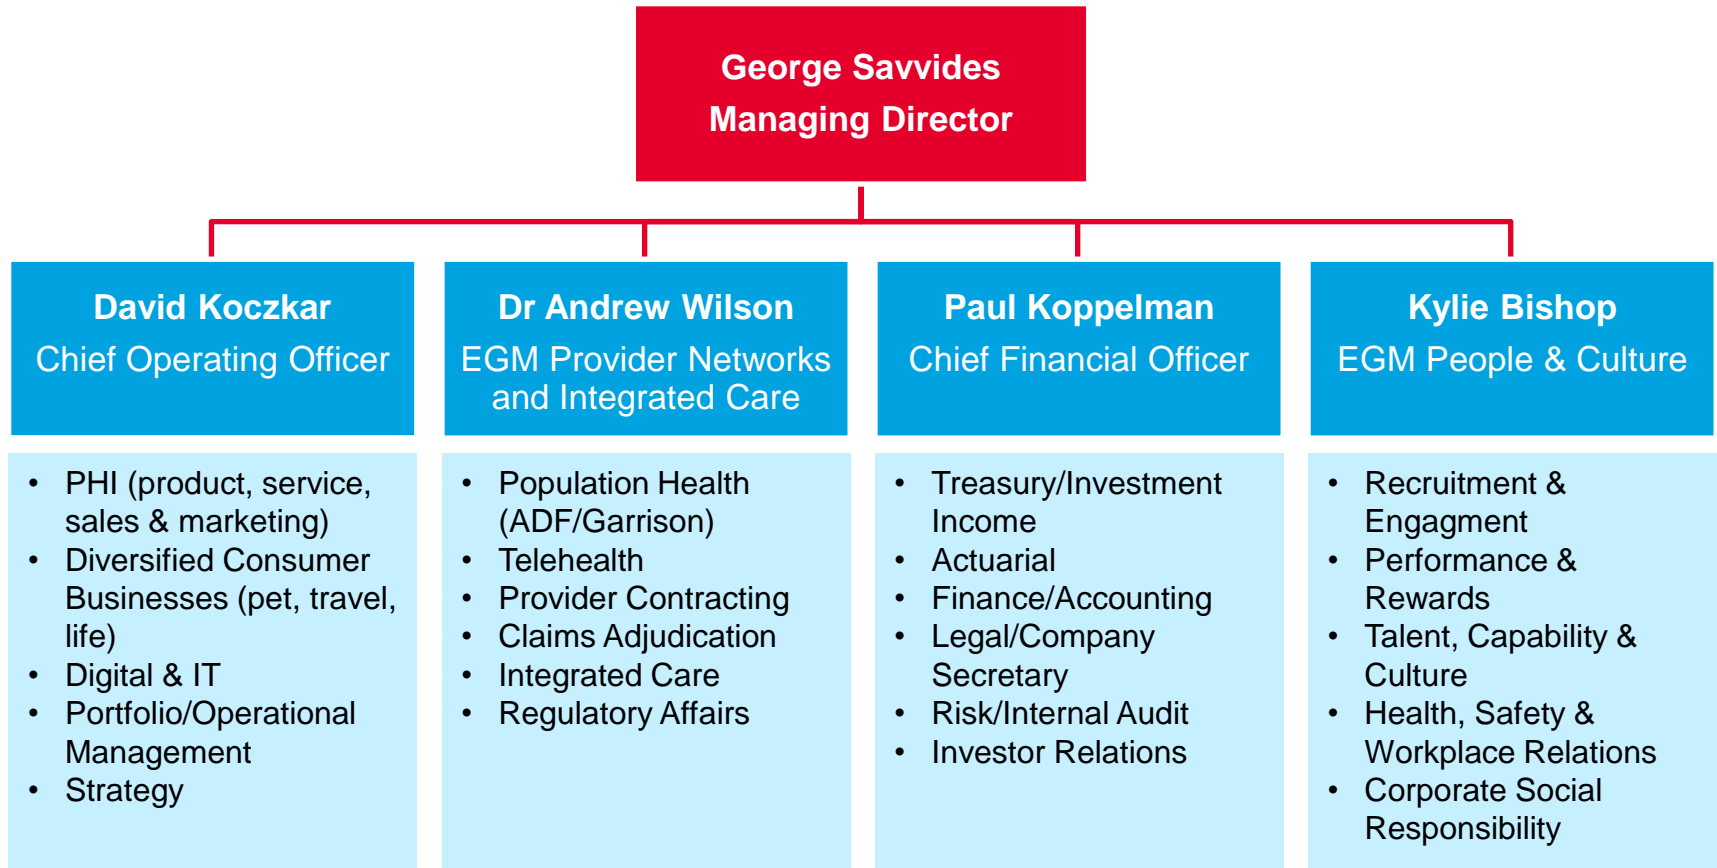 George Savvides
Managing Director
David Koczkar
Chief Operating Officer
Dr Andrew Wilson
EGM Provider Networks
and Integrated Care
Paul Koppelman
Chief Financial Officer
Kylie Bishop
EGM People & Culture
• PHI (product, service,
sales & marketing)
• Diversified Consumer
Businesses (pet, travel,
life)
• Digital & IT
• Portfolio/Operational
Management
• Strategy
• Population Health
(ADF/Garrison)
• Telehealth
• Provider Contracting
• Claims Adjudication
• Integrated Care
• Regulatory Affairs
• Treasury/Investment
Income
• Actuarial
• Finance/Accounting
• Legal/Company
Secretary
• Risk/Internal Audit
• Investor Relations
• Recruitment &
Engagment
• Performance &
Rewards
• Talent, Capability &
Culture
• Health, Safety &
Workplace Relations
• Corporate Social
Responsibility